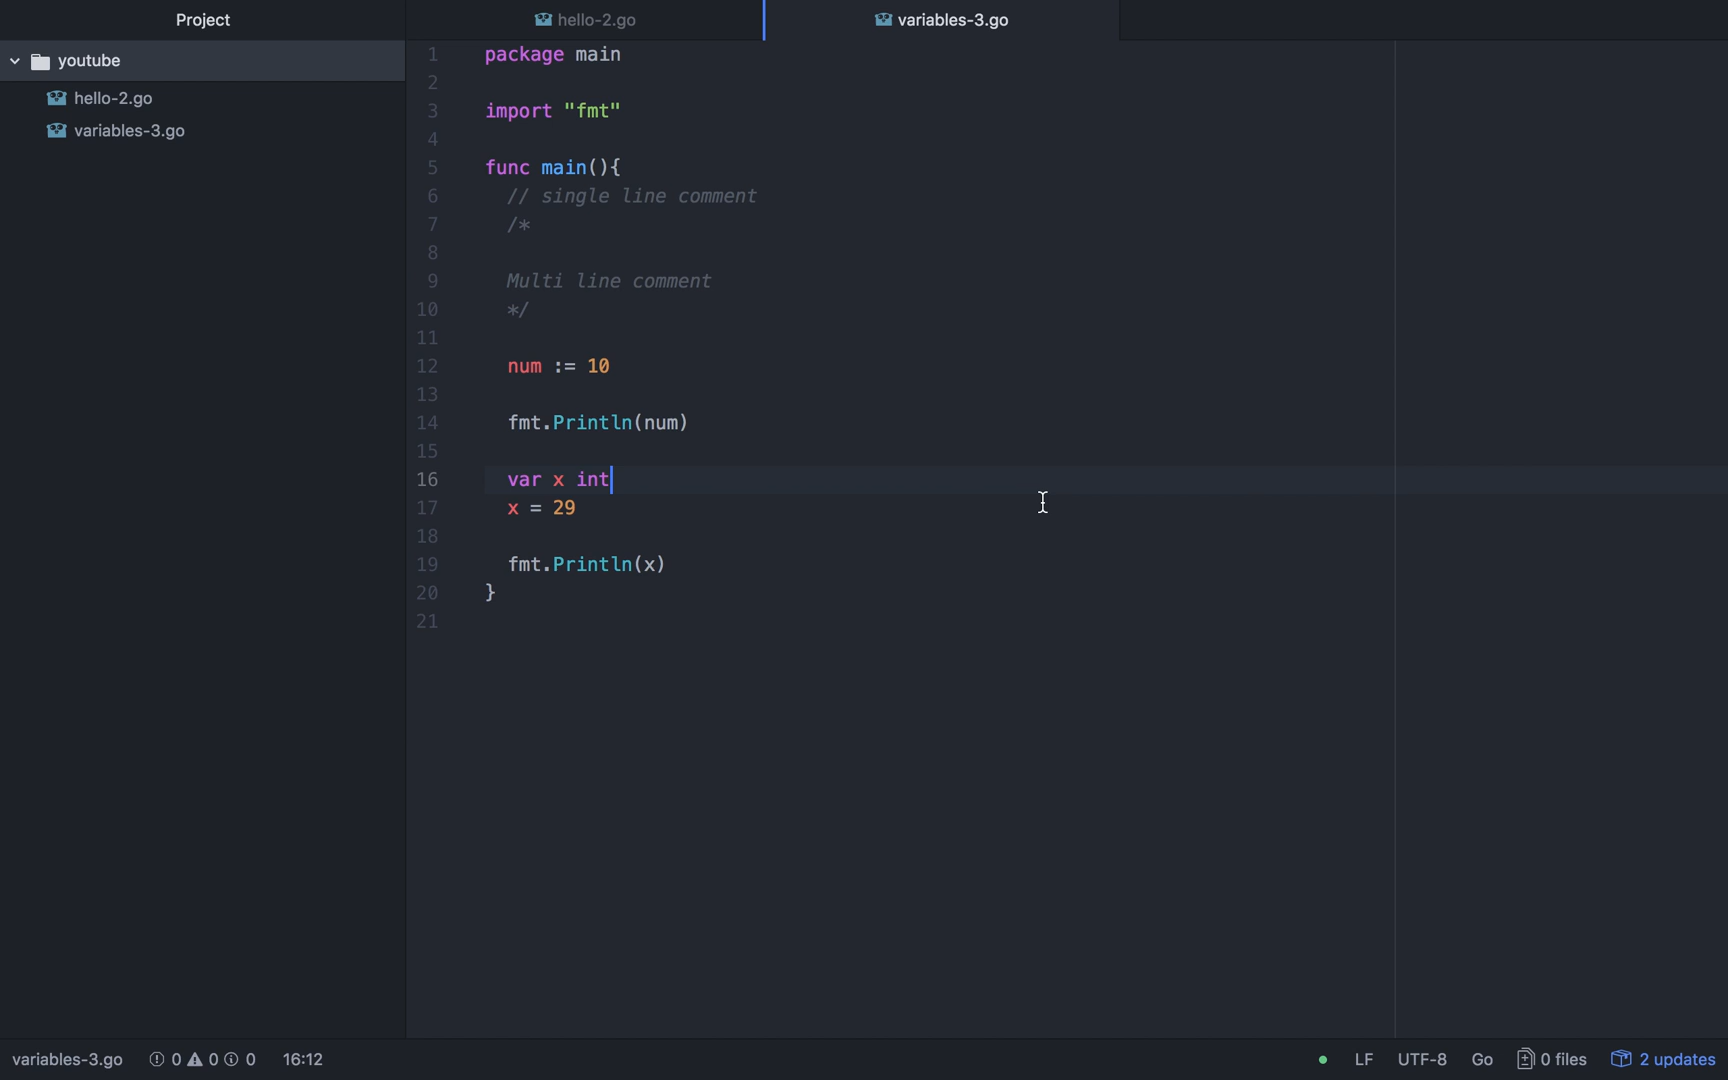 Project
hello-2.go
variables-3.go
youtube
hello-2.go
variables-3.go
1 package main
2
3 import "fmt"
4
5 func main(){
6 // single line comment
7 /*
8
9 Multi line comment
10 */
11
12 num := 10
13
14 fmt.Println(num)
15
16 var x int
17 x = 29
18
19 fmt.Println(x)
20 }
21
variables-3.go 0 0 0 16:12 LF UTF-8 Go 0 files 2 updates